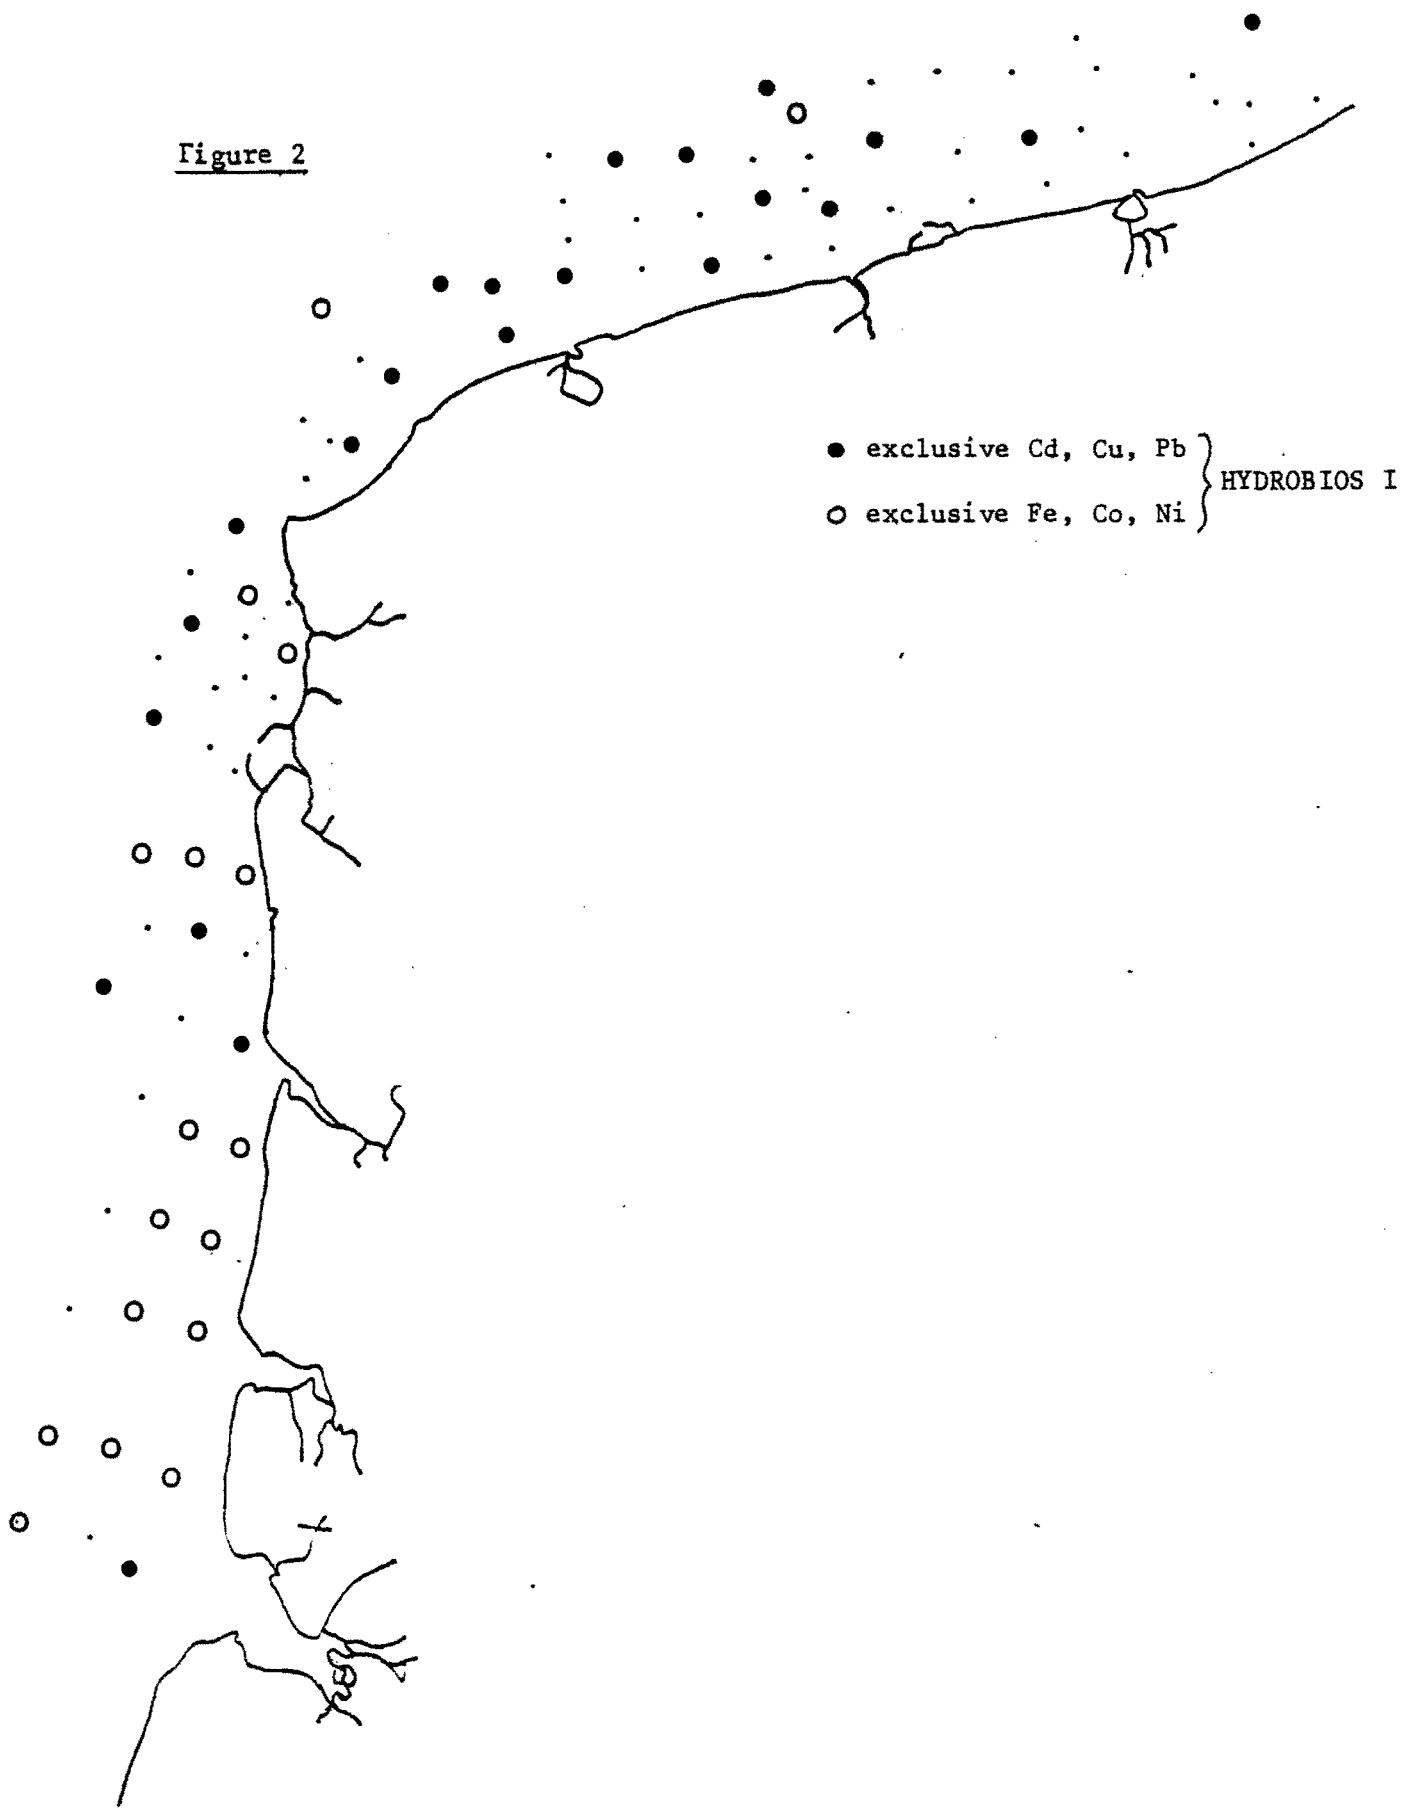 Figure 2
● exclusive Cd, Cu, Pb
HYDROBIOS I
○ exclusive Fe, Co, Ni